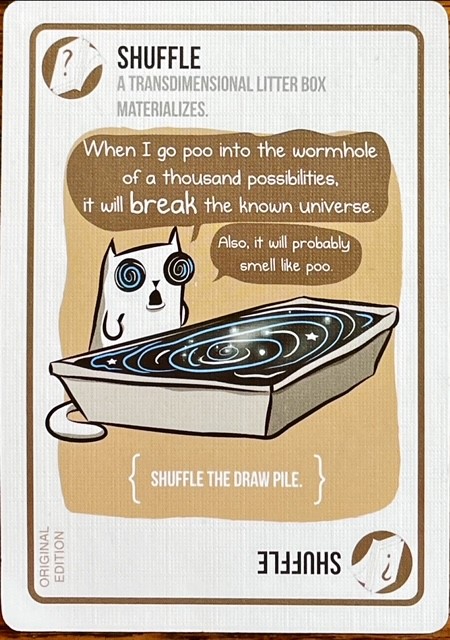 ?
SHUFFLE
A TRANSDIMENSIONAL LITTER BOX
MATERIALIZES.
When I go poo into the wormhole
of a thousand possibilities,
it will break the known universe.
Also, it will probably
smell like poo.
{ SHUFFLE THE DRAW PILE. }
ORIGINAL
EDITION
SHUFFLE
?